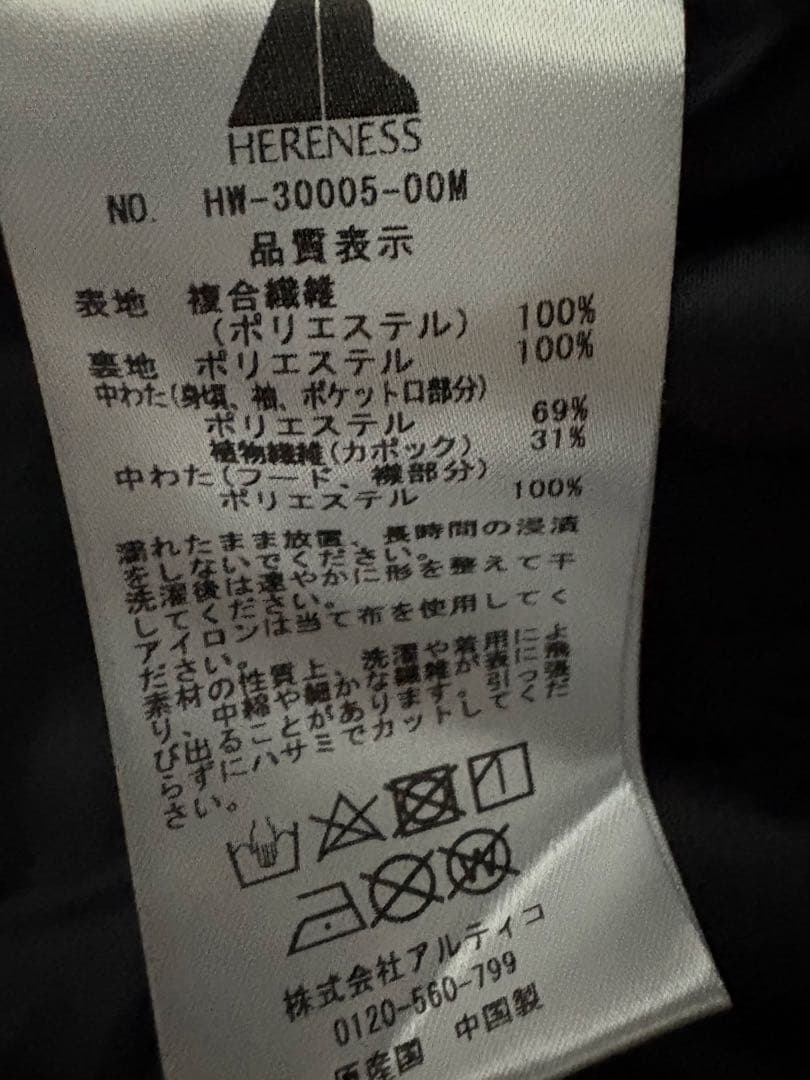 HERENESS
NO. HW-30005-00M
品質表示
表地 複合繊維
(ポリエステル) 100%
裏地 ポリエステル 100%
中わた(身頃、袖、ポケット口部分)
ポリエステル 69%
植物繊維(カポック) 31%
中わた(フード、襟部分)
ポリエステル 100%
濡れたまま放置、長時間の浸漬
をしないでください。
洗濯後は速やかに形を整えて干
してください。
アイロンは当て布を使用してく
ださい。
素材の性質上、洗濯や着用によ
り、中綿や細かな繊維が表に飛
び出ることがあります。引っ張
らずにハサミでカットしてくだ
さい。
W
株式会社アルティコ
0120-560-799
原産国 中国製